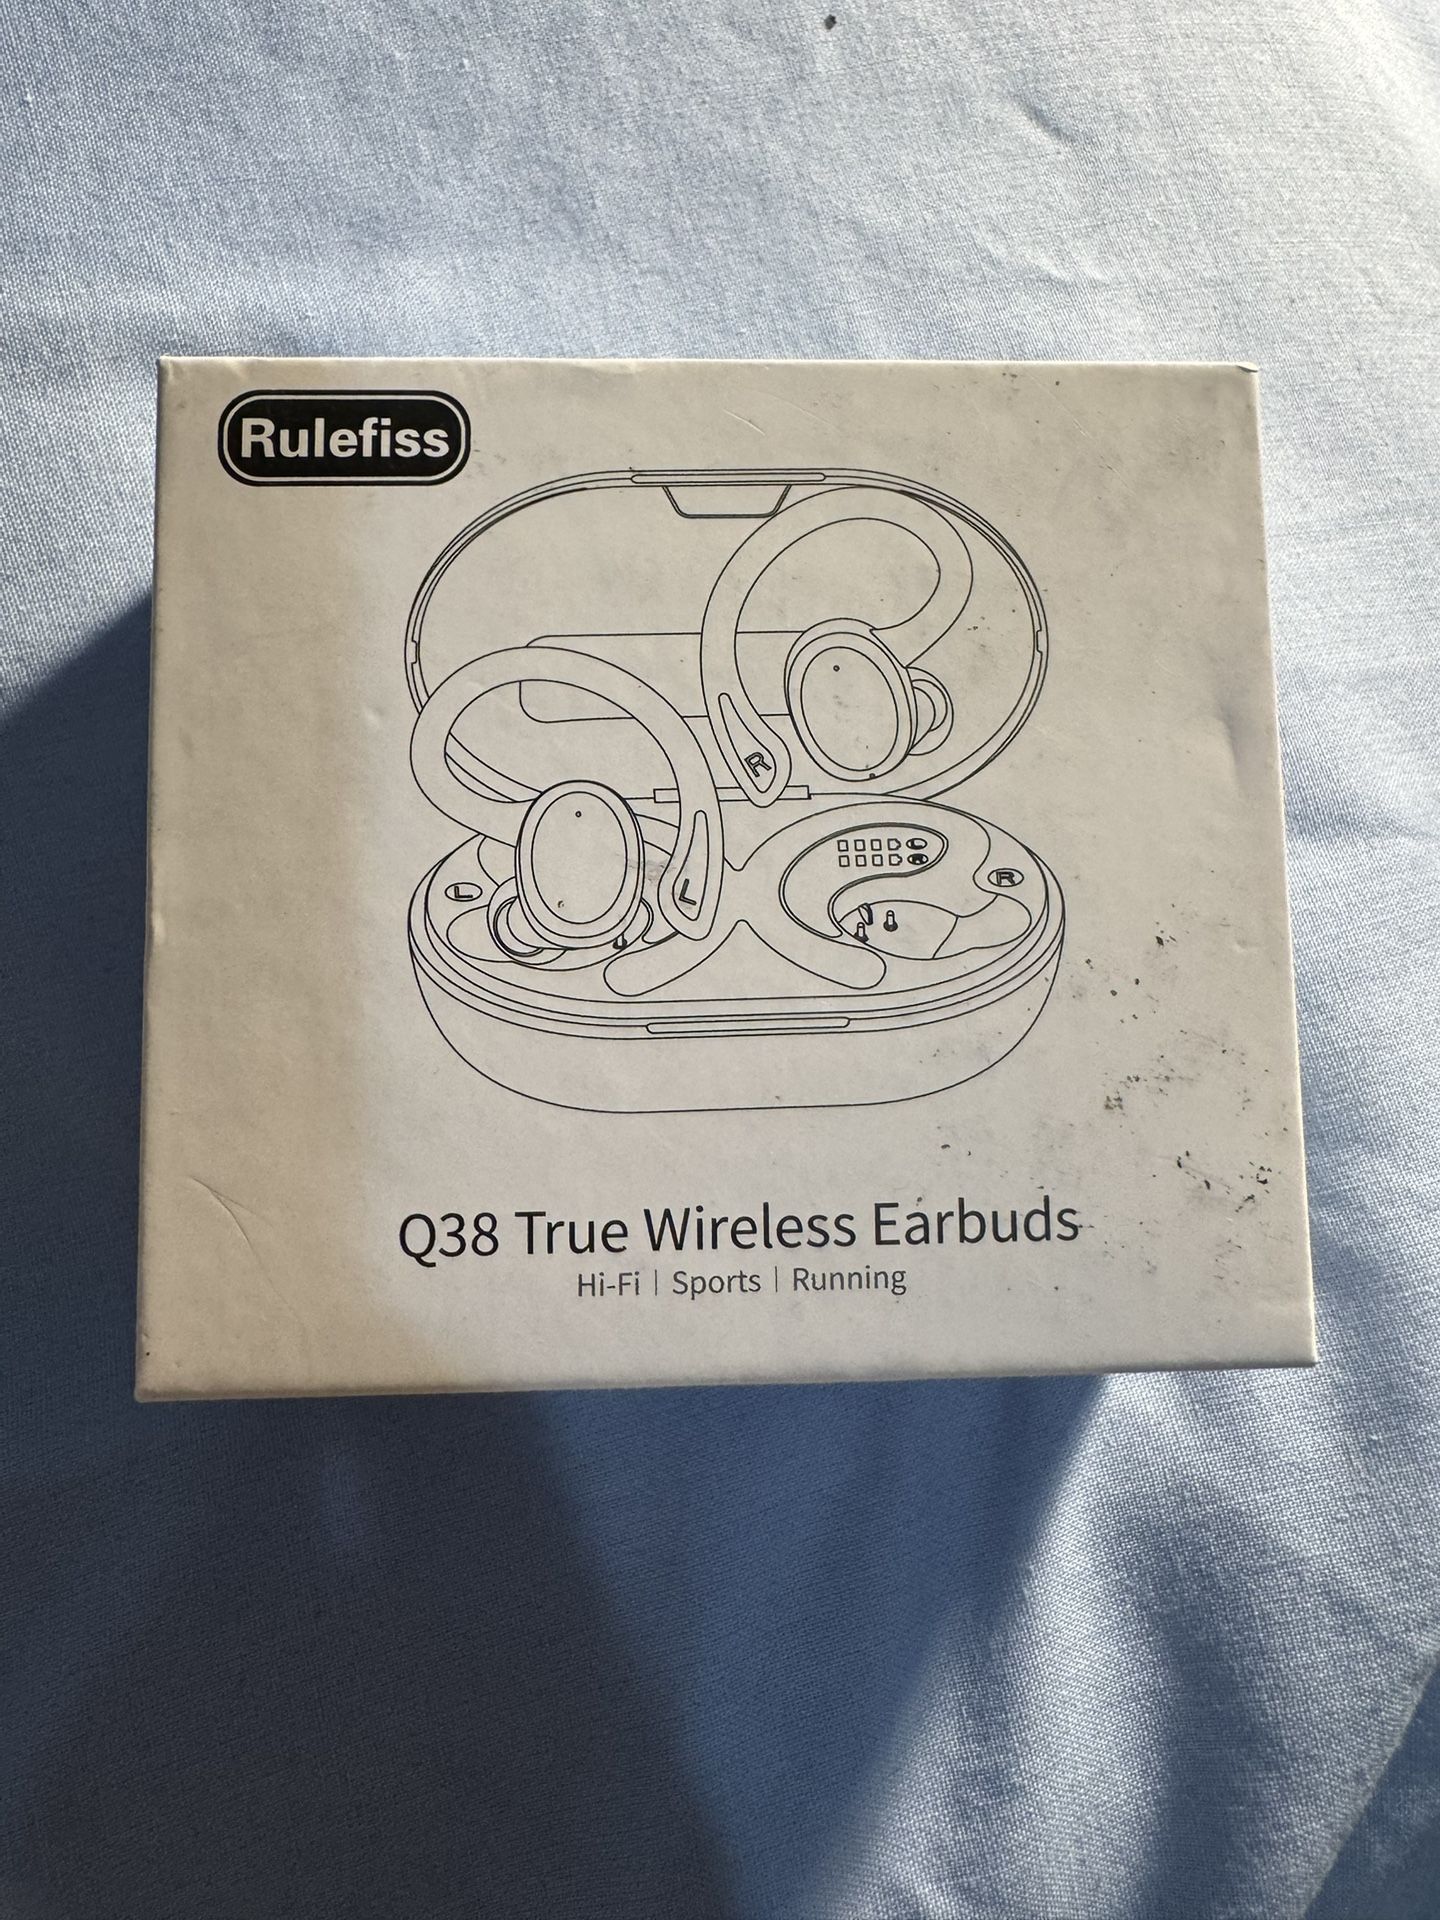 Rulefiss
R
L R
L
L
R
Q38 True Wireless Earbuds
Hi-Fi | Sports | Running